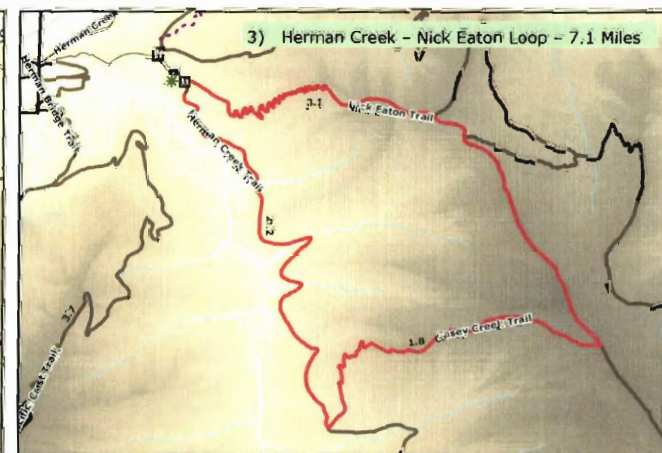 3) Herman Creek – Nick Eaton Loop – 7.1 Miles
Herman Creek
Herman Bridge Trail
3.1
Nick Eaton Trail
Herman Creek Trail
2.2
3.7
1.8
Casey Creek Trail
Crest Trail